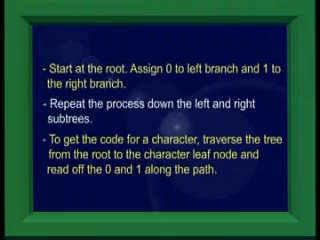 - Start at the root. Assign 0 to left branch and 1 to
the right branch.
- Repeat the process down the left and right
subtrees.
- To get the code for a character, traverse the tree
from the root to the character leaf node and
read off the 0 and 1 along the path.